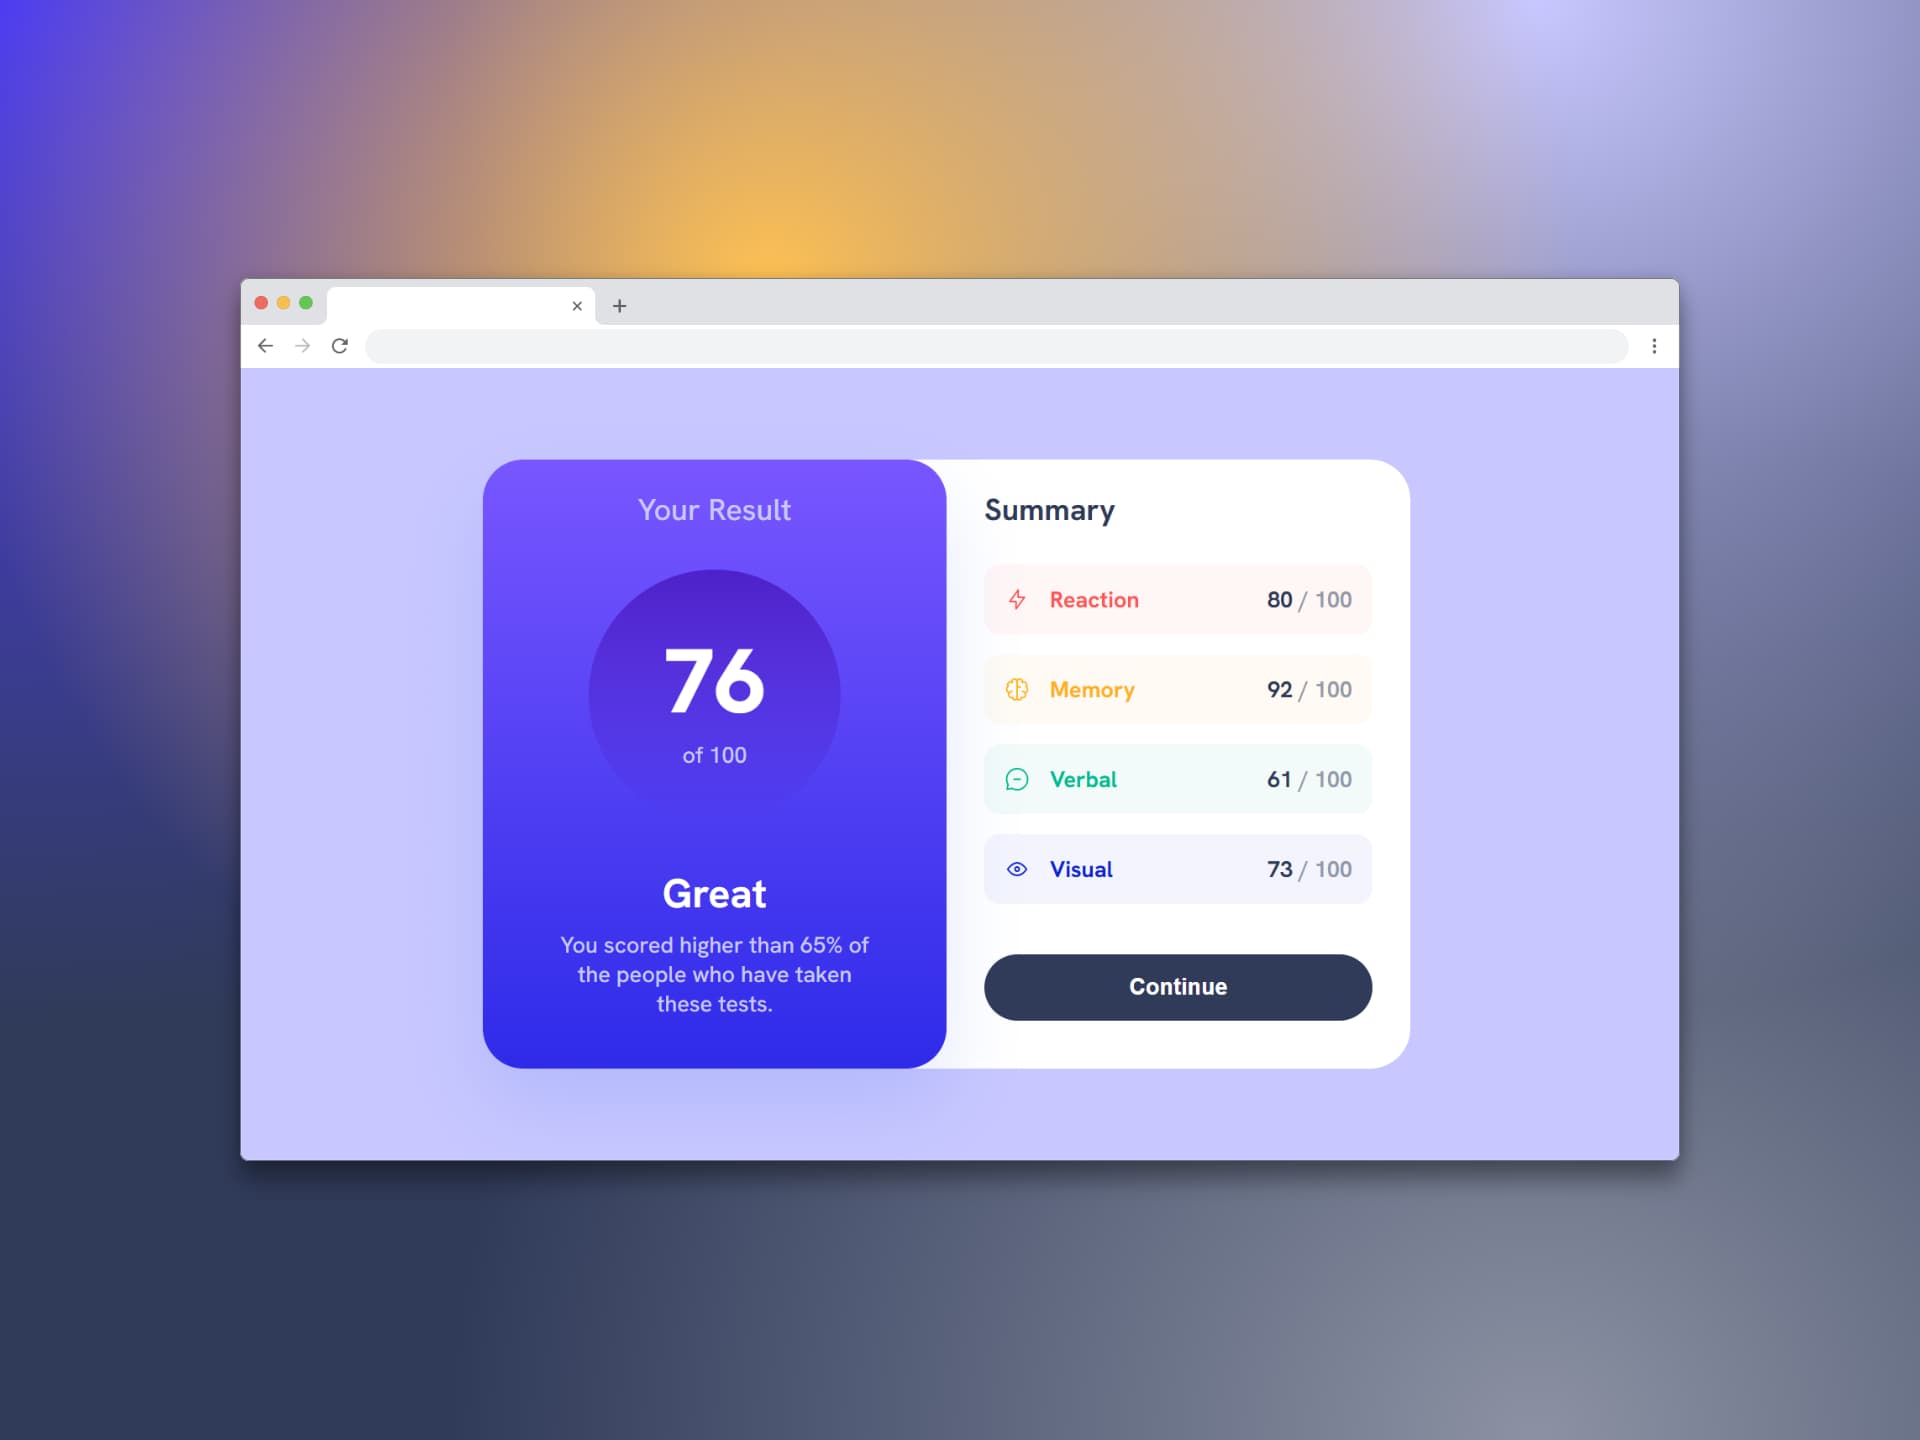 Your Result
76
of 100
Great
You scored higher than 65% of
the people who have taken
these tests.
Summary
Reaction 80 / 100
Memory 92 / 100
Verbal 61 / 100
Visual 73 / 100
Continue